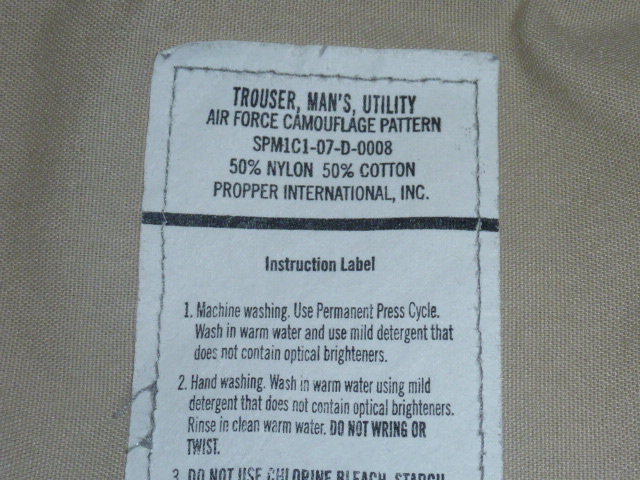 TROUSER, MAN'S, UTILITY
AIR FORCE CAMOUFLAGE PATTERN
SPM1C1-07-D-0008
50% NYLON 50% COTTON
PROPPER INTERNATIONAL, INC.
Instruction Label
1. Machine washing. Use Permanent Press Cycle.
Wash in warm water and use mild detergent that
does not contain optical brighteners.
2. Hand washing. Wash in warm water using mild
detergent that does not contain optical brighteners.
Rinse in clean warm water. DO NOT WRING OR
TWIST.
3. DO NOT USE CHLORINE BLEACH, STARCH